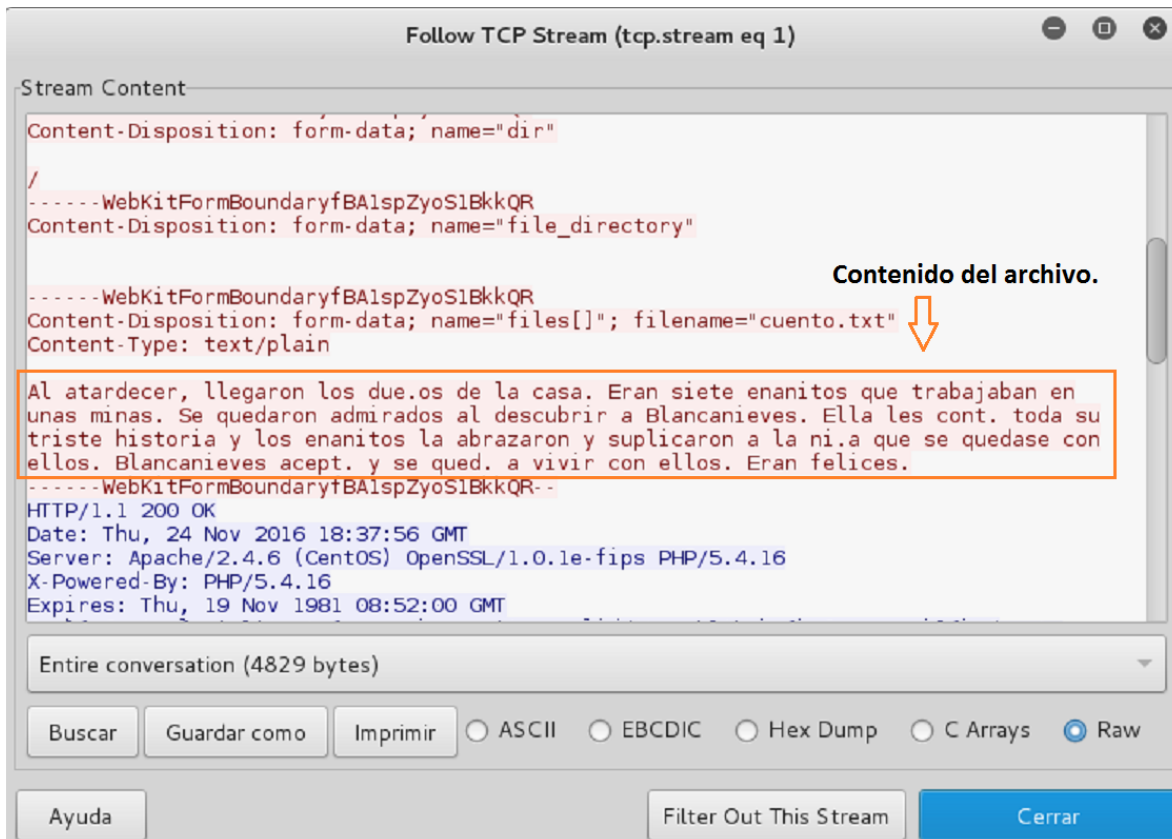 Follow TCP Stream (tcp.stream eq 1)
Stream Content
Content-Disposition: form-data; name="dir"
/
------WebKitFormBoundaryfBA1spZyoS1BkkQR
Content-Disposition: form-data; name="file_directory"
Contenido del archivo.
------WebKitFormBoundaryfBA1spZyoS1BkkQR
Content-Disposition: form-data; name="files[]"; filename="cuento.txt"
Content-Type: text/plain
Al atardecer, llegaron los due.os de la casa. Eran siete enanitos que trabajaban en
unas minas. Se quedaron admirados al descubrir a Blancanieves. Ella les cont. toda su
triste historia y los enanitos la abrazaron y suplicaron a la ni.a que se quedase con
ellos. Blancanieves acept. y se qued. a vivir con ellos. Eran felices.
------WebKitFormBoundaryfBA1spZyoS1BkkQR--
HTTP/1.1 200 OK
Date: Thu, 24 Nov 2016 18:37:56 GMT
Server: Apache/2.4.6 (CentOS) OpenSSL/1.0.1e-fips PHP/5.4.16
X-Powered-By: PHP/5.4.16
Expires: Thu, 19 Nov 1981 08:52:00 GMT
Entire conversation (4829 bytes)
Buscar Guardar como Imprimir ASCII EBCDIC Hex Dump C Arrays Raw
Ayuda Filter Out This Stream Cerrar